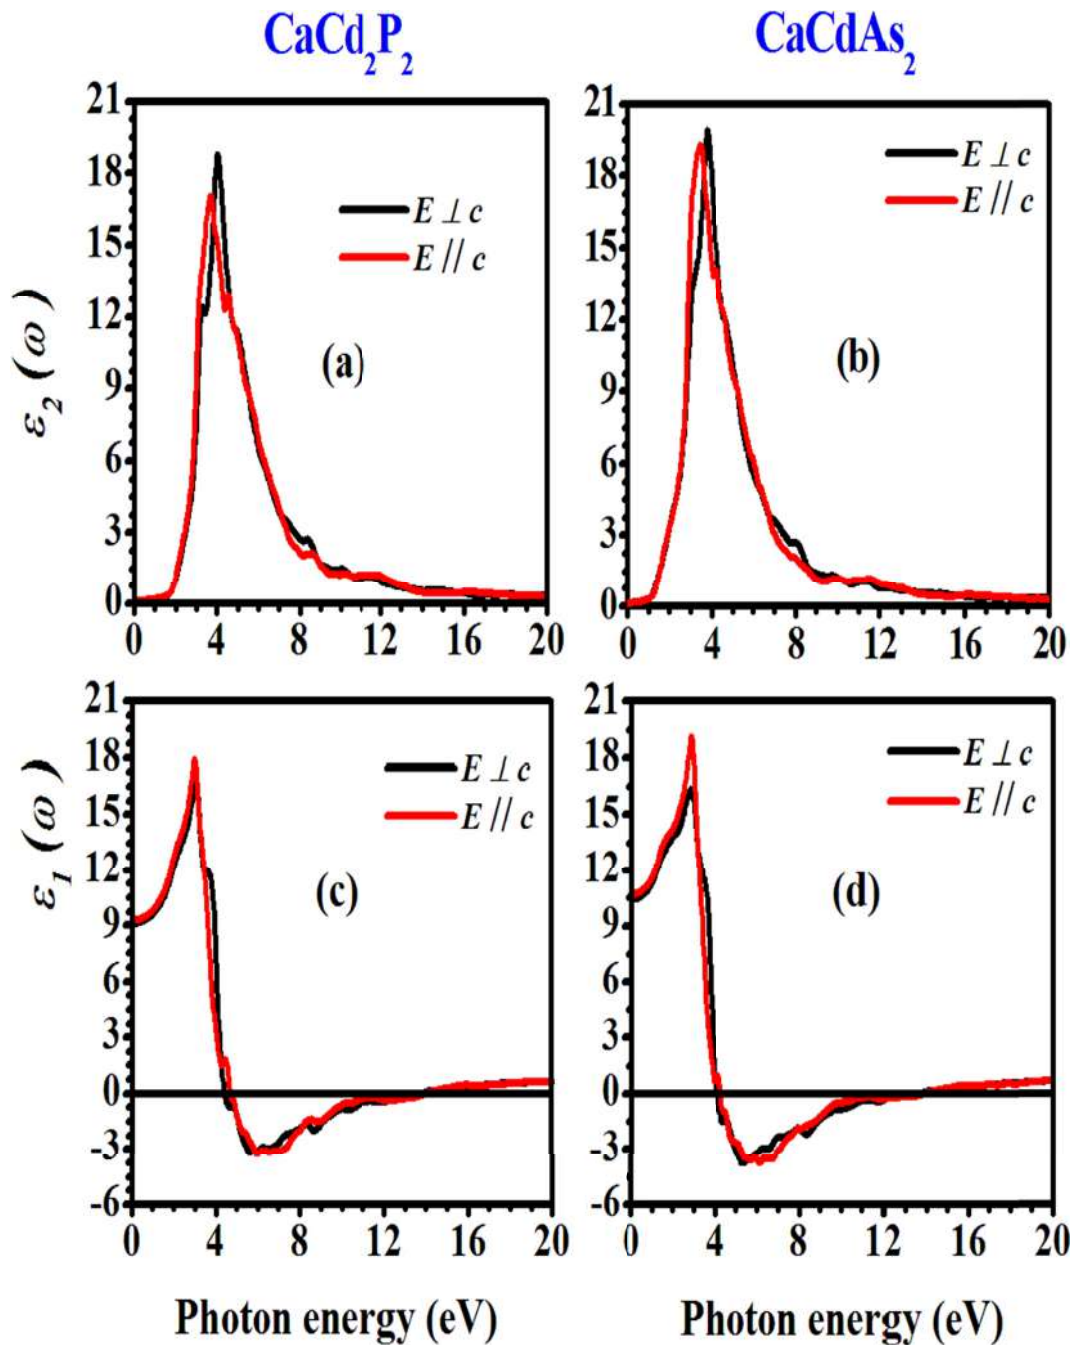 CaCd₂P₂
CaCdAs₂
21
18
15
12
9
6
3
0
ε₂ (ω)
E ⊥ c
E // c
(a)
0 4 8 12 16 20
21
18
15
12
9
6
3
0
E ⊥ c
E // c
(b)
0 4 8 12 16 20
21
18
15
12
9
6
3
0
-3
-6
ε₁ (ω)
E ⊥ c
E // c
(c)
0 4 8 12 16 20
Photon energy (eV)
21
18
15
12
9
6
3
0
-3
-6
E ⊥ c
E // c
(d)
0 4 8 12 16 20
Photon energy (eV)